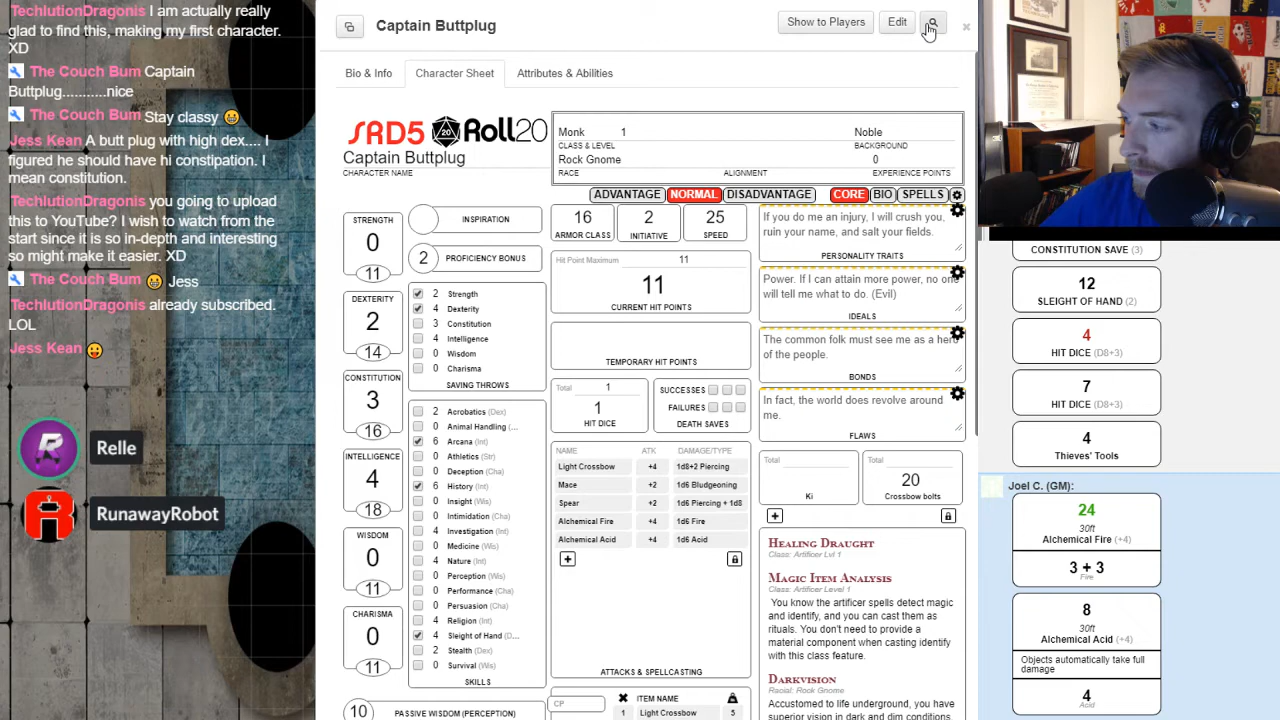 TechlutionDragonis I am actually really
glad to find this, making my first character.
XD
The Couch Bum Captain
Buttplug...........nice
The Couch Bum Stay classy 😀
Jess Kean A butt plug with high dex.... I
figured he should have hi constipation. I
mean constitution.
TechlutionDragonis you going to upload
this to YouTube? I wish to watch from the
start since it is so in-depth and interesting
so might make it easier. XD
The Couch Bum 😀 Jess
TechlutionDragonis already subscribed.
LOL
Jess Kean 😛
Relle
RunawayRobot
Captain Buttplug
Show to Players
Edit
Bio & Info
Character Sheet
Attributes & Abilities
SRD5 20 Roll20
Captain Buttplug
CHARACTER NAME
Monk 1
CLASS & LEVEL
Noble
BACKGROUND
Rock Gnome
RACE
ALIGNMENT
0
EXPERIENCE POINTS
ADVANTAGE NORMAL DISADVANTAGE
CORE BIO SPELLS
STRENGTH
0
11
DEXTERITY
2
14
CONSTITUTION
3
16
INTELLIGENCE
4
18
WISDOM
0
11
CHARISMA
0
11
INSPIRATION
2 PROFICIENCY BONUS
2 Strength
4 Dexterity
3 Constitution
4 Intelligence
0 Wisdom
0 Charisma
SAVING THROWS
2 Acrobatics (Dex)
0 Animal Handling (...
6 Arcana (Int)
0 Athletics (Str)
0 Deception (Cha)
6 History (Int)
0 Insight (Wis)
0 Intimidation (Cha)
4 Investigation (Int)
0 Medicine (Wis)
4 Nature (Int)
0 Perception (Wis)
0 Performance (Cha)
0 Persuasion (Cha)
4 Religion (Int)
4 Sleight of Hand (D...
2 Stealth (Dex)
0 Survival (Wis)
SKILLS
10 PASSIVE WISDOM (PERCEPTION)
16
ARMOR CLASS
2
INITIATIVE
25
SPEED
Hit Point Maximum 11
11
CURRENT HIT POINTS
TEMPORARY HIT POINTS
Total 1
1
HIT DICE
SUCCESSES
FAILURES
DEATH SAVES
NAME ATK DAMAGE/TYPE
Light Crossbow +4 1d8+2 Piercing
Mace +2 1d6 Bludgeoning
Spear +2 1d6 Piercing + 1d8
Alchemical Fire +4 1d6 Fire
Alchemical Acid +4 1d6 Acid
ATTACKS & SPELLCASTING
CP
ITEM NAME
1 Light Crossbow 5
If you do me an injury, I will crush you,
ruin your name, and salt your fields.
PERSONALITY TRAITS
Power. If I can attain more power, no one
will tell me what to do. (Evil)
IDEALS
The common folk must see me as a hero
of the people.
BONDS
In fact, the world does revolve around
me.
FLAWS
Total
Ki
Total
20
Crossbow bolts
HEALING DRAUGHT
Class: Artificer Lvl 1
MAGIC ITEM ANALYSIS
Class: Artificer Level 1
You know the artificer spells detect magic
and identify, and you can cast them as
rituals. You don't need to provide a
material component when casting identify
with this class feature.
DARKVISION
Racial: Rock Gnome
Accustomed to life underground, you have
superior vision in dark and dim conditions.
CONSTITUTION SAVE (3)
12
SLEIGHT OF HAND (2)
4
HIT DICE (D8+3)
7
HIT DICE (D8+3)
4
Thieves' Tools
Joel C. (GM):
24
30ft
Alchemical Fire (+4)
3 + 3
Fire
8
30ft
Alchemical Acid (+4)
Objects automatically take full
damage
4
Acid